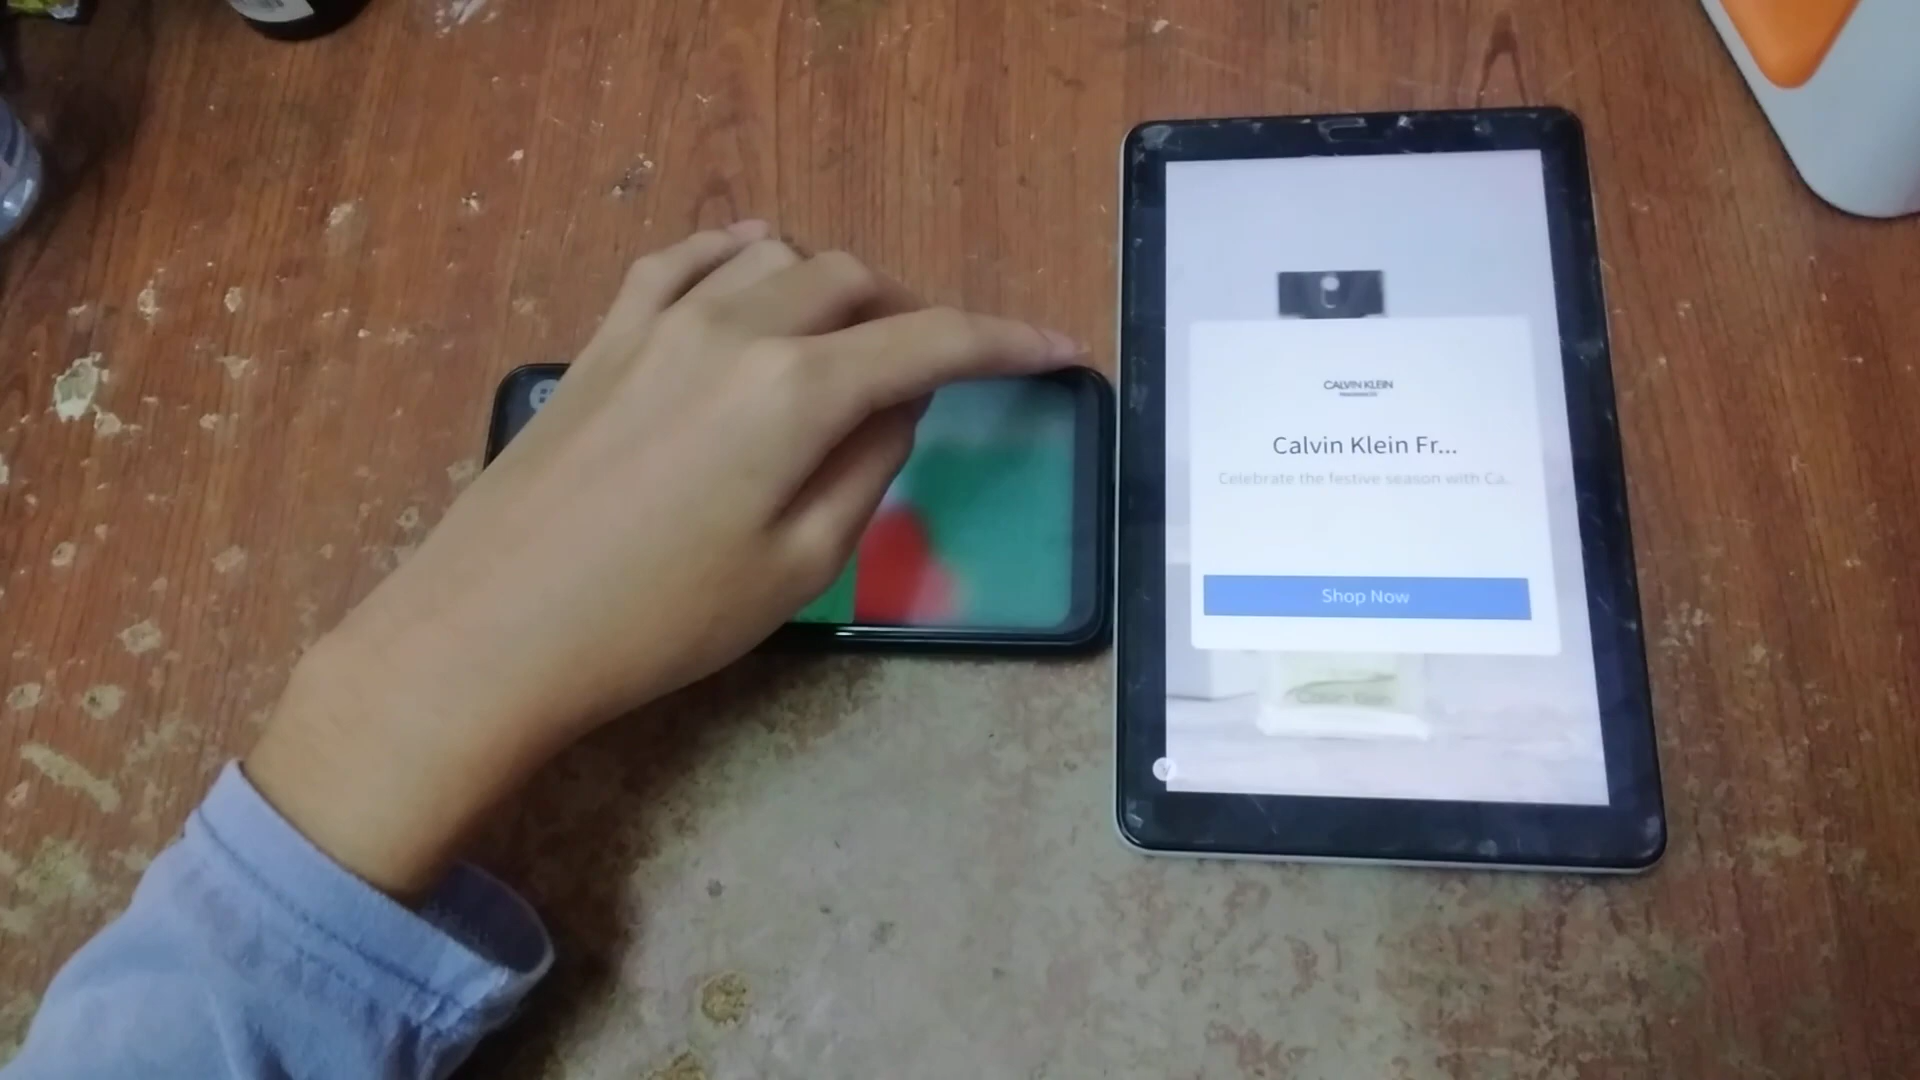 CALVIN KLEIN
Calvin Klein Fr...
Celebrate the festive season with Ca...
Shop Now